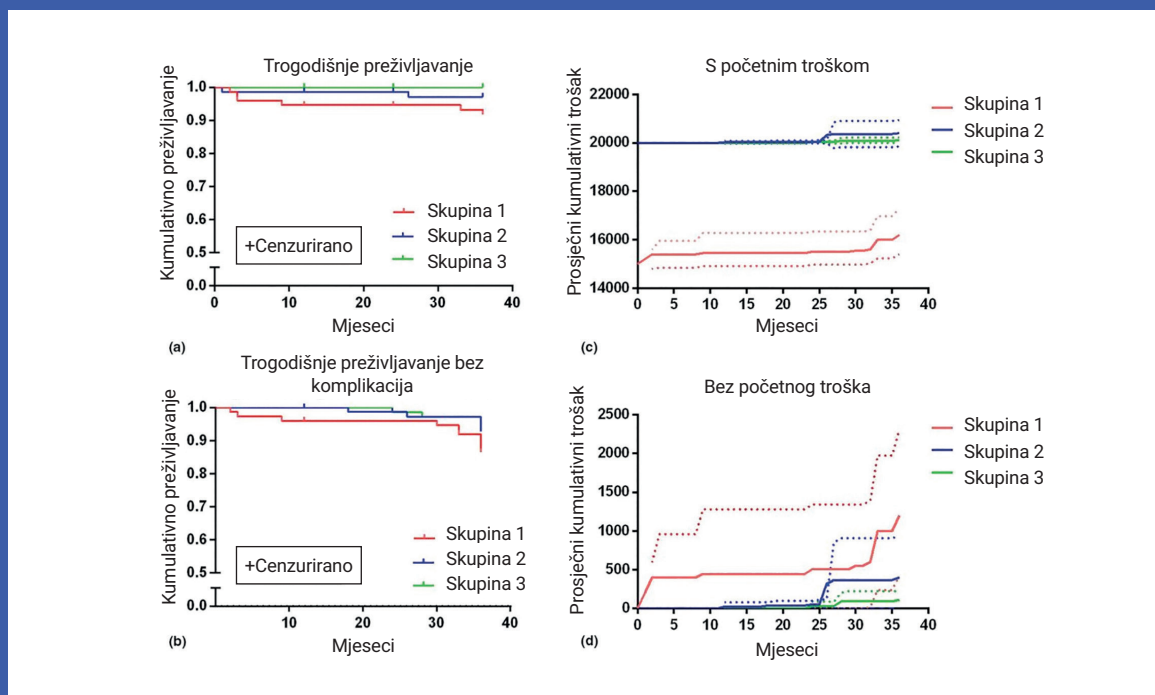 Trogodišnje preživljavanje
Kumulativno preživljavanje
1.0
0.9
0.8
0.7
0.6
0.5
0.0
+Cenzurirano
Skupina 1
Skupina 2
Skupina 3
0 10 20 30 40
Mjeseci
(a)
S početnim troškom
Prosječni kumulativni trošak
22000
20000
18000
16000
14000
Skupina 1
Skupina 2
Skupina 3
0 5 10 15 20 25 30 35 40
Mjeseci
(c)
Trogodišnje preživljavanje bez
komplikacija
Kumulativno preživljavanje
1.0
0.9
0.8
0.7
0.6
0.5
0.0
+Cenzurirano
Skupina 1
Skupina 2
Skupina 3
0 10 20 30 40
Mjeseci
(b)
Bez početnog troška
Prosječni kumulativni trošak
2500
2000
1500
1000
500
0
Skupina 1
Skupina 2
Skupina 3
0 5 10 15 20 25 30 35 40
Mjeseci
(d)